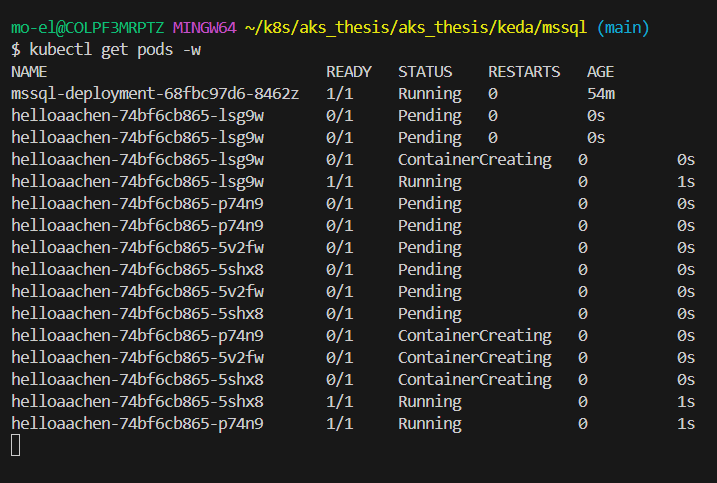 mo-el@COLPF3MRPTZ MINGW64 ~/k8s/aks_thesis/aks_thesis/keda/mssql (main)
$ kubectl get pods -w
NAME READY STATUS RESTARTS AGE
mssql-deployment-68fbc97d6-8462z 1/1 Running 0 54m
helloaachen-74bf6cb865-lsg9w 0/1 Pending 0 0s
helloaachen-74bf6cb865-lsg9w 0/1 Pending 0 0s
helloaachen-74bf6cb865-lsg9w 0/1 ContainerCreating 0 0s
helloaachen-74bf6cb865-lsg9w 1/1 Running 0 1s
helloaachen-74bf6cb865-p74n9 0/1 Pending 0 0s
helloaachen-74bf6cb865-p74n9 0/1 Pending 0 0s
helloaachen-74bf6cb865-5v2fw 0/1 Pending 0 0s
helloaachen-74bf6cb865-5shx8 0/1 Pending 0 0s
helloaachen-74bf6cb865-5v2fw 0/1 Pending 0 0s
helloaachen-74bf6cb865-5shx8 0/1 Pending 0 0s
helloaachen-74bf6cb865-p74n9 0/1 ContainerCreating 0 0s
helloaachen-74bf6cb865-5v2fw 0/1 ContainerCreating 0 0s
helloaachen-74bf6cb865-5shx8 0/1 ContainerCreating 0 0s
helloaachen-74bf6cb865-5shx8 1/1 Running 0 1s
helloaachen-74bf6cb865-p74n9 1/1 Running 0 1s